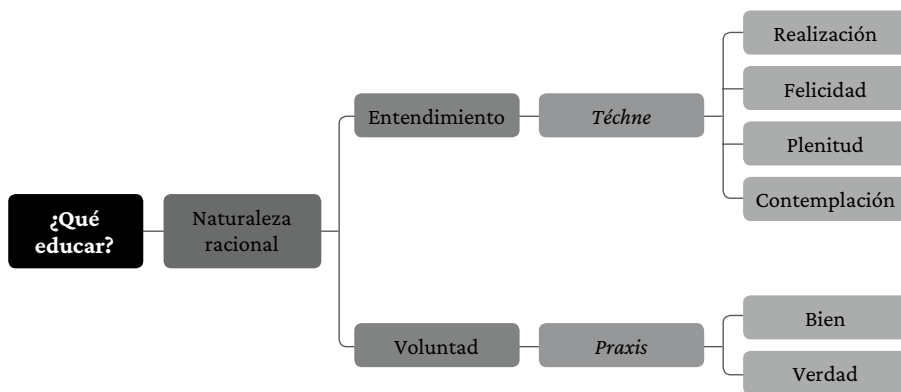 ¿Qué
educar?
Naturaleza
racional
Entendimiento
Téchne
Realización
Felicidad
Plenitud
Contemplación
Voluntad
Praxis
Bien
Verdad